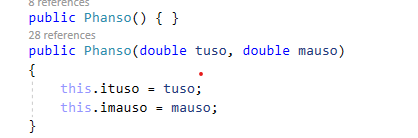 8 references
public Phanso() { }
28 references
public Phanso(double tuso, double mauso)
{
this.ituso = tuso;
this.imauso = mauso;
}